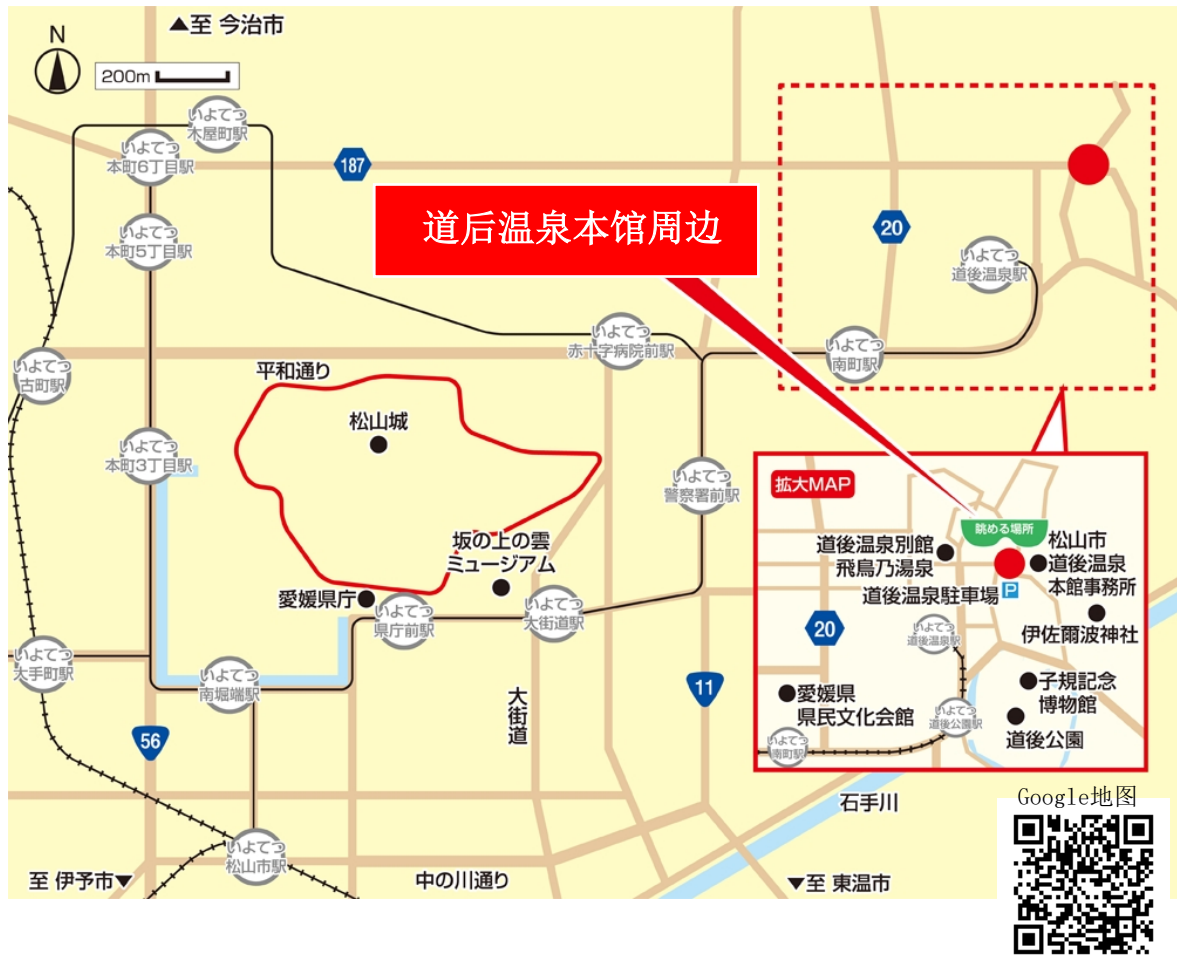 ▲至 今治市
N
200m
いよてつ
木屋町駅
いよてつ
本町6丁目駅
187
道后温泉本馆周边
いよてつ
本町5丁目駅
20
いよてつ
道後温泉駅
いよてつ
赤十字病院前駅
いよてつ
南町駅
いよてつ
古町駅
平和通り
松山城
いよてつ
本町3丁目駅
いよてつ
警察署前駅
坂の上の雲
ミュージアム
愛媛県庁
いよてつ
県庁前駅
いよてつ
大街道駅
いよてつ
大手町駅
いよてつ
南堀端駅
大街道
11
56
拡大MAP
眺める場所
道後温泉別館
飛鳥乃湯泉
松山市
道後温泉
本館事務所
道後温泉駐車場
P
20
いよてつ
道後温泉駅
伊佐爾波神社
愛媛県
県民文化会館
子規記念
博物館
いよてつ
道後公園駅
道後公園
いよてつ
南町駅
石手川
Google地图
いよてつ
松山市駅
至 伊予市▼
中の川通り
▼至 東温市